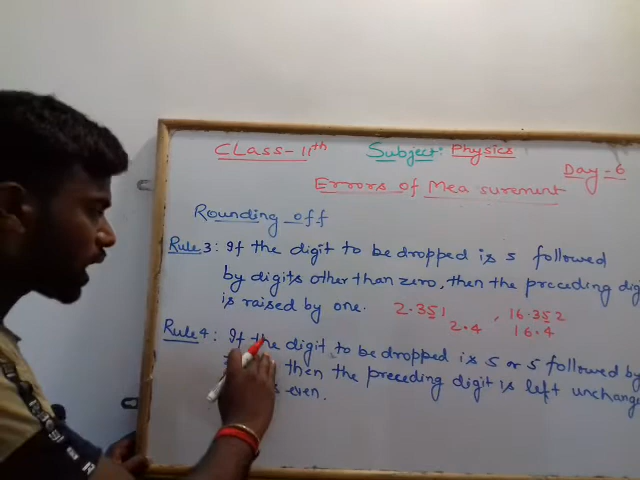 CLass-11th Subject: Physics
Day-6
Errors of Measurement
Rounding off
Rule 3: If the digit to be dropped is 5 followed
by digits other than zero, then the preceding dig
is raised by one. 2.351, 16.352
2.4 16.4
Rule 4: If the digit to be dropped is 5 or 5 followed by
then the preceding digit is left unchange
even.